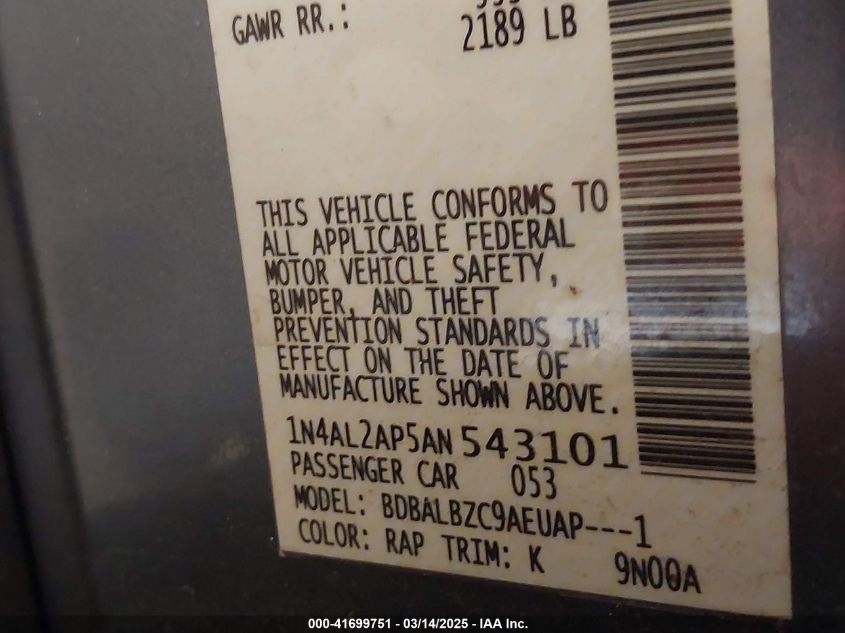 GAWR RR.:
2189 LB
THIS VEHICLE CONFORMS TO
ALL APPLICABLE FEDERAL
MOTOR VEHICLE SAFETY,
BUMPER, AND THEFT
PREVENTION STANDARDS IN
EFFECT ON THE DATE OF
MANUFACTURE SHOWN ABOVE.
1N4AL2AP5AN 543101
PASSENGER CAR 053
MODEL: BDBALBZC9AEUAP---1
COLOR: RAP TRIM: K 9N00A
000-41699751 - 03/14/2025 - IAA Inc.